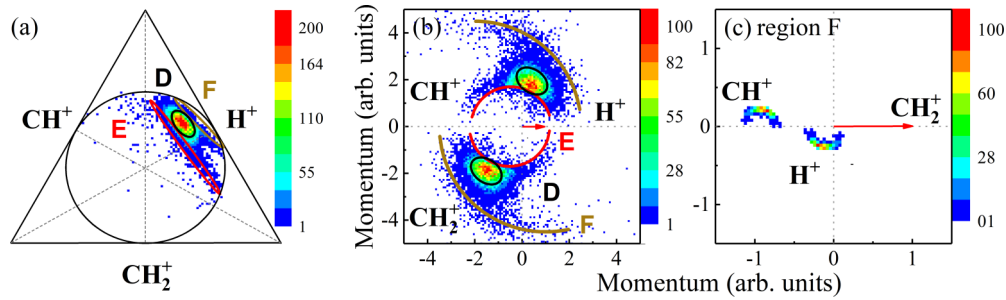 (a)
D
F
CH⁺
E
H⁺
CH₂⁺
200
164
110
55
1
Momentum (arb. units)
4
2
0
-2
-4
(b)
CH⁺
H⁺
E
D
CH₂⁺
F
-4 -2 0 2 4
100
82
55
28
1
1
0
-1
(c) region F
CH⁺
CH₂⁺
H⁺
-1 0 1
100
60
30
01
Momentum (arb. units)